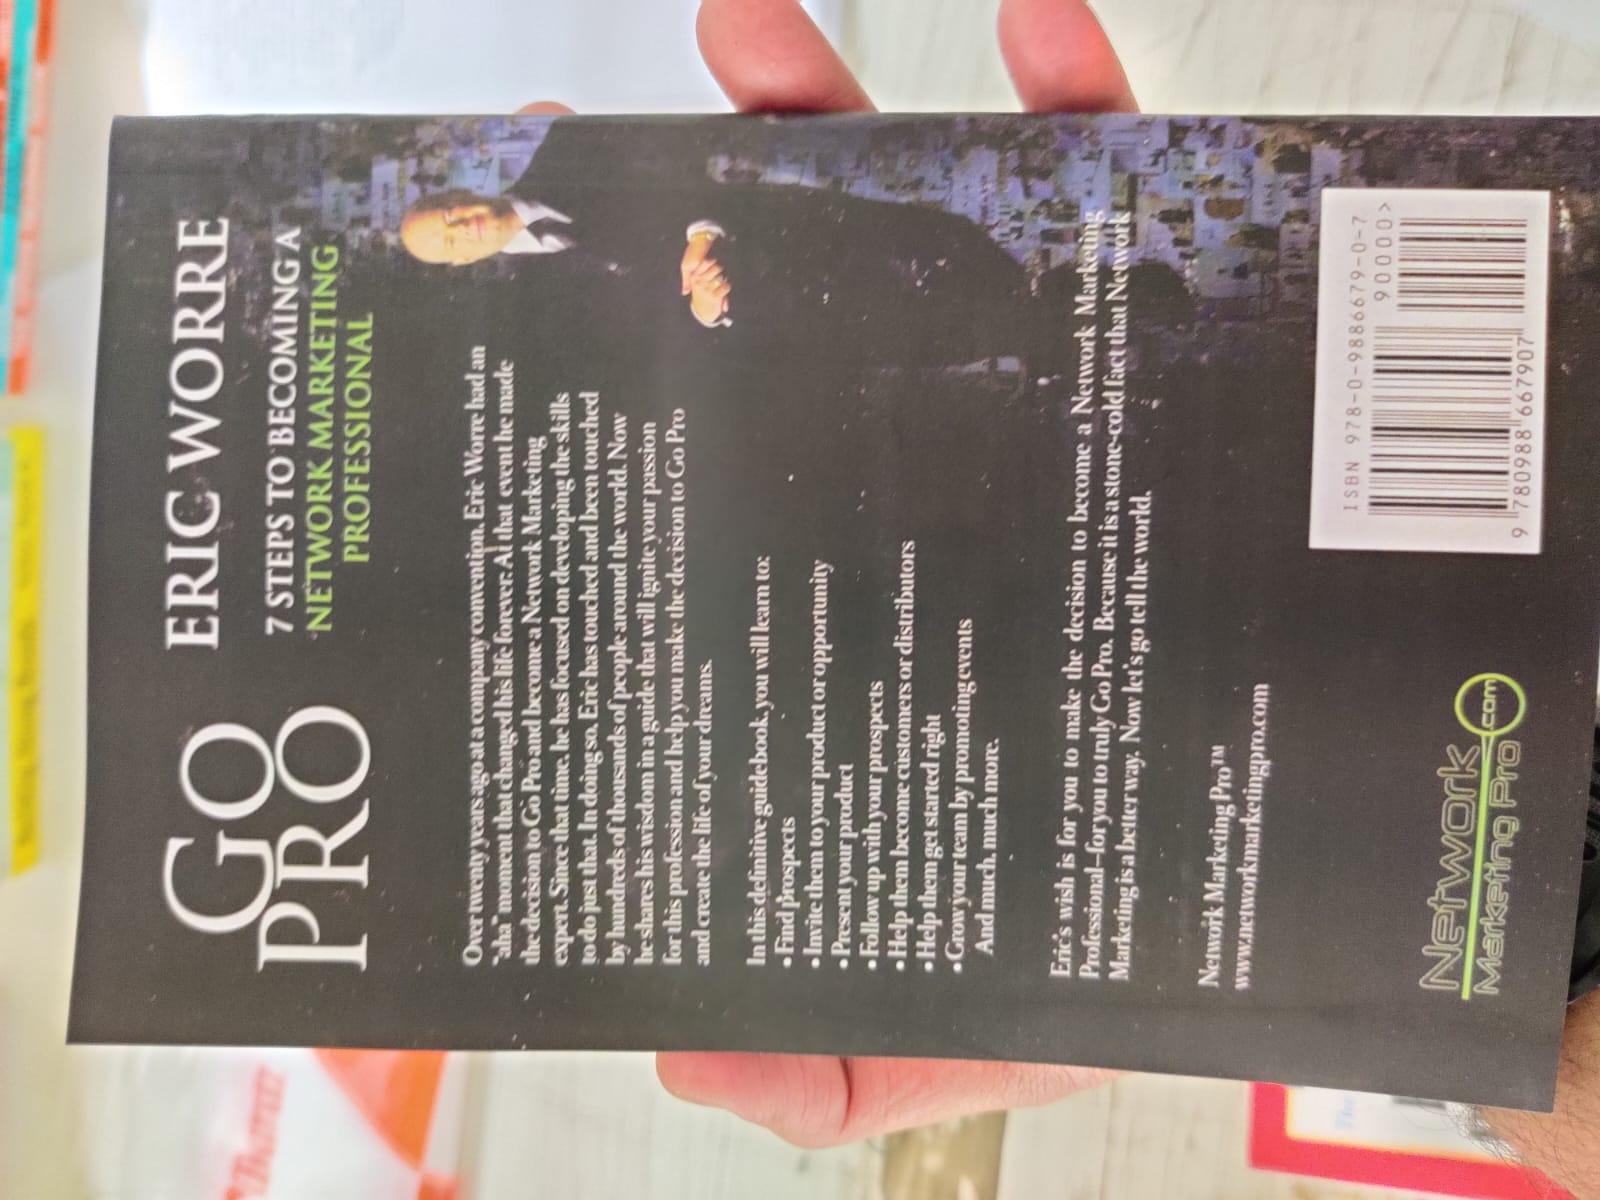 GO
PRO
ERIC WORRE
7 STEPS TO BECOMING A
NETWORK MARKETING
PROFESSIONAL
Over twenty years ago at a company convention, Eric Worre had an
"aha" moment that changed his life forever. At that event he made
the decision to Go Pro and become a Network Marketing
expert. Since that time, he has focused on developing the skills
to do just that. In doing so, Eric has touched and been touched
by hundreds of thousands of people around the world. Now
he shares his wisdom in a guide that will ignite your passion
for this profession and help you make the decision to Go Pro
and create the life of your dreams.
In this definitive guidebook, you will learn to:
• Find prospects
• Invite them to your product or opportunity
• Present your product
• Follow up with your prospects
• Help them become customers or distributors
• Help them get started right
• Grow your team by promoting events
And much, much more.
Eric's wish is for you to make the decision to become a Network Marketing
Professional–for you to truly Go Pro. Because it is a stone-cold fact that Network
Marketing is a better way. Now let's go tell the world.
Network Marketing Pro™
www.networkmarketingpro.com
Network
Marketing Pro .com
ISBN 978-0-9886679-0-7
90000>
9 780988 667907